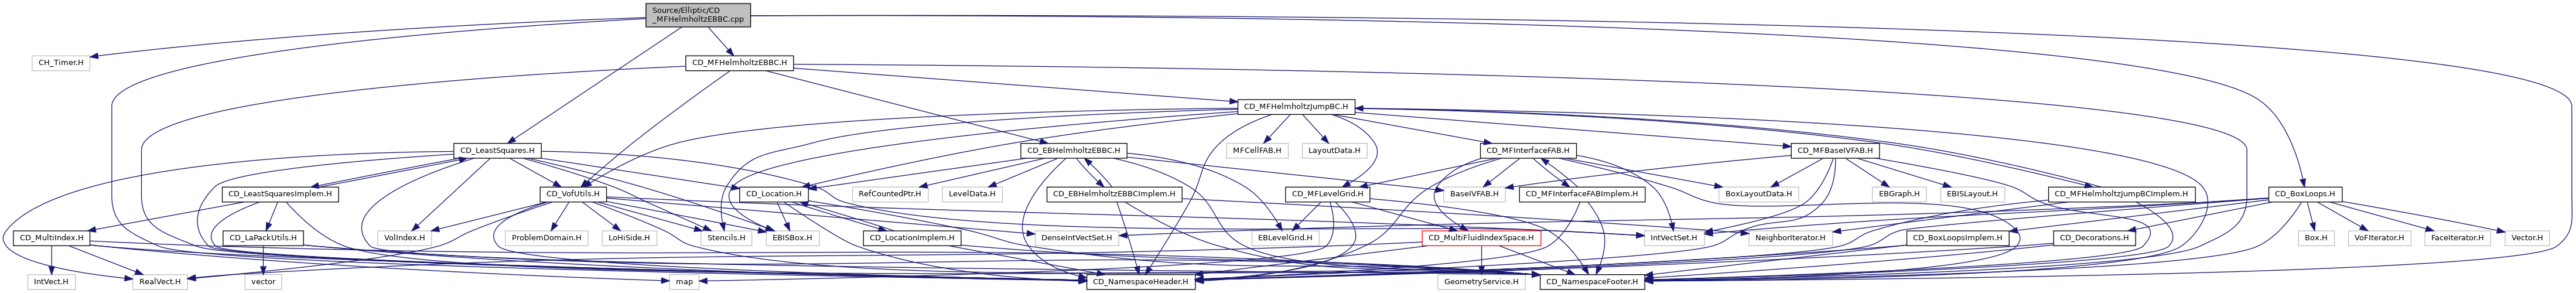 Source/Elliptic/CD
_MFHelmholtzEBBC.cpp
CH_Timer.H
CD_MFHelmholtzEBBC.H
CD_MFHelmholtzJumpBC.H
CD_LeastSquares.H
CD_EBHelmholtzEBBC.H
MFCellFAB.H
LayoutData.H
CD_MFInterfaceFAB.H
CD_MFBaseIVFAB.H
CD_LeastSquaresImplem.H
CD_VofUtils.H
CD_Location.H
RefCountedPtr.H
LevelData.H
CD_EBHelmholtzEBBCImplem.H
CD_MFLevelGrid.H
BaseIVFAB.H
CD_MFInterfaceFABImplem.H
BoxLayoutData.H
EBGraph.H
EBISLayout.H
CD_MFHelmholtzJumpBCImplem.H
CD_BoxLoops.H
CD_MultiIndex.H
CD_LaPackUtils.H
VolIndex.H
ProblemDomain.H
LoHiSide.H
Stencils.H
EBISBox.H
CD_LocationImplem.H
DenseIntVectSet.H
EBLevelGrid.H
CD_MultiFluidIndexSpace.H
IntVectSet.H
NeighborIterator.H
CD_BoxLoopsImplem.H
CD_Decorations.H
Box.H
VoFIterator.H
FaceIterator.H
Vector.H
IntVect.H
RealVect.H
vector
map
CD_NamespaceHeader.H
GeometryService.H
CD_NamespaceFooter.H